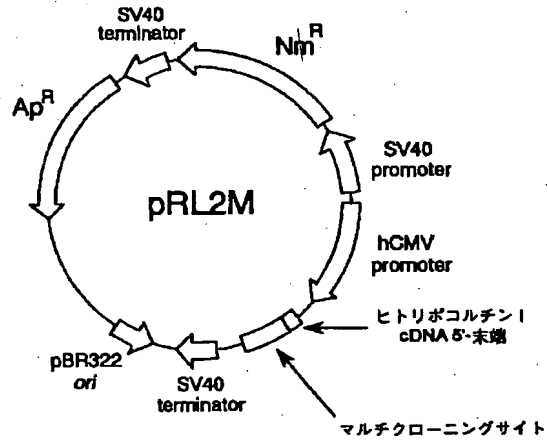 SV40
terminator
Nm^R
Ap^R
SV40
promoter
pRL2M
hCMV
promoter
ヒトリポコルチン I
cDNA 5'-末端
pBR322
ori
SV40
terminator
マルチクローニングサイト